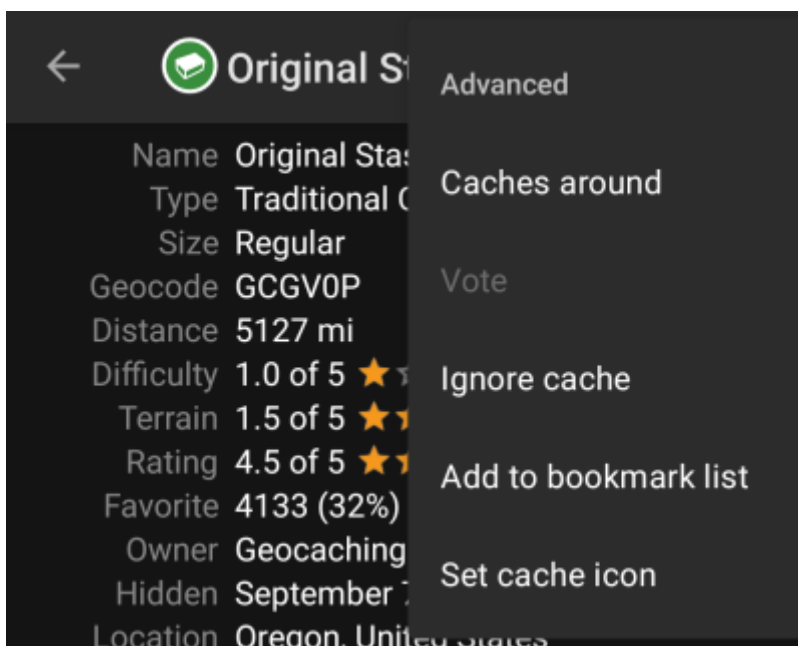 Original S
Advanced
Name Original Sta
Type Traditional
Size Regular
Geocode GCGV0P
Distance 5127 mi
Difficulty 1.0 of 5
Terrain 1.5 of 5
Rating 4.5 of 5
Favorite 4133 (32%)
Owner Geocaching
Hidden September
Location Oregon, United States
Caches around
Vote
Ignore cache
Add to bookmark list
Set cache icon